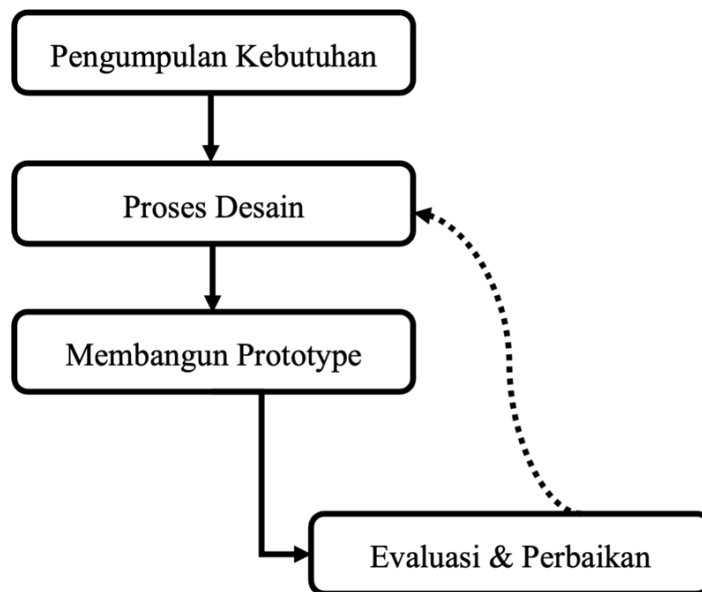 Pengumpulan Kebutuhan
Proses Desain
Membangun Prototype
Evaluasi & Perbaikan